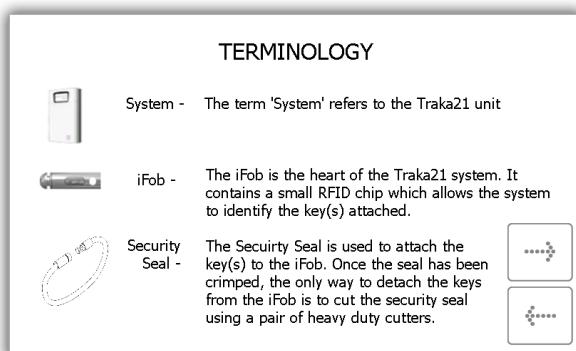 TERMINOLOGY
System - The term 'System' refers to the Traka21 unit
iFob - The iFob is the heart of the Traka21 system. It
contains a small RFID chip which allows the system
to identify the key(s) attached.
Security The Secuirty Seal is used to attach the
Seal - key(s) to the iFob. Once the seal has been
crimped, the only way to detach the keys
from the iFob is to cut the security seal
using a pair of heavy duty cutters.